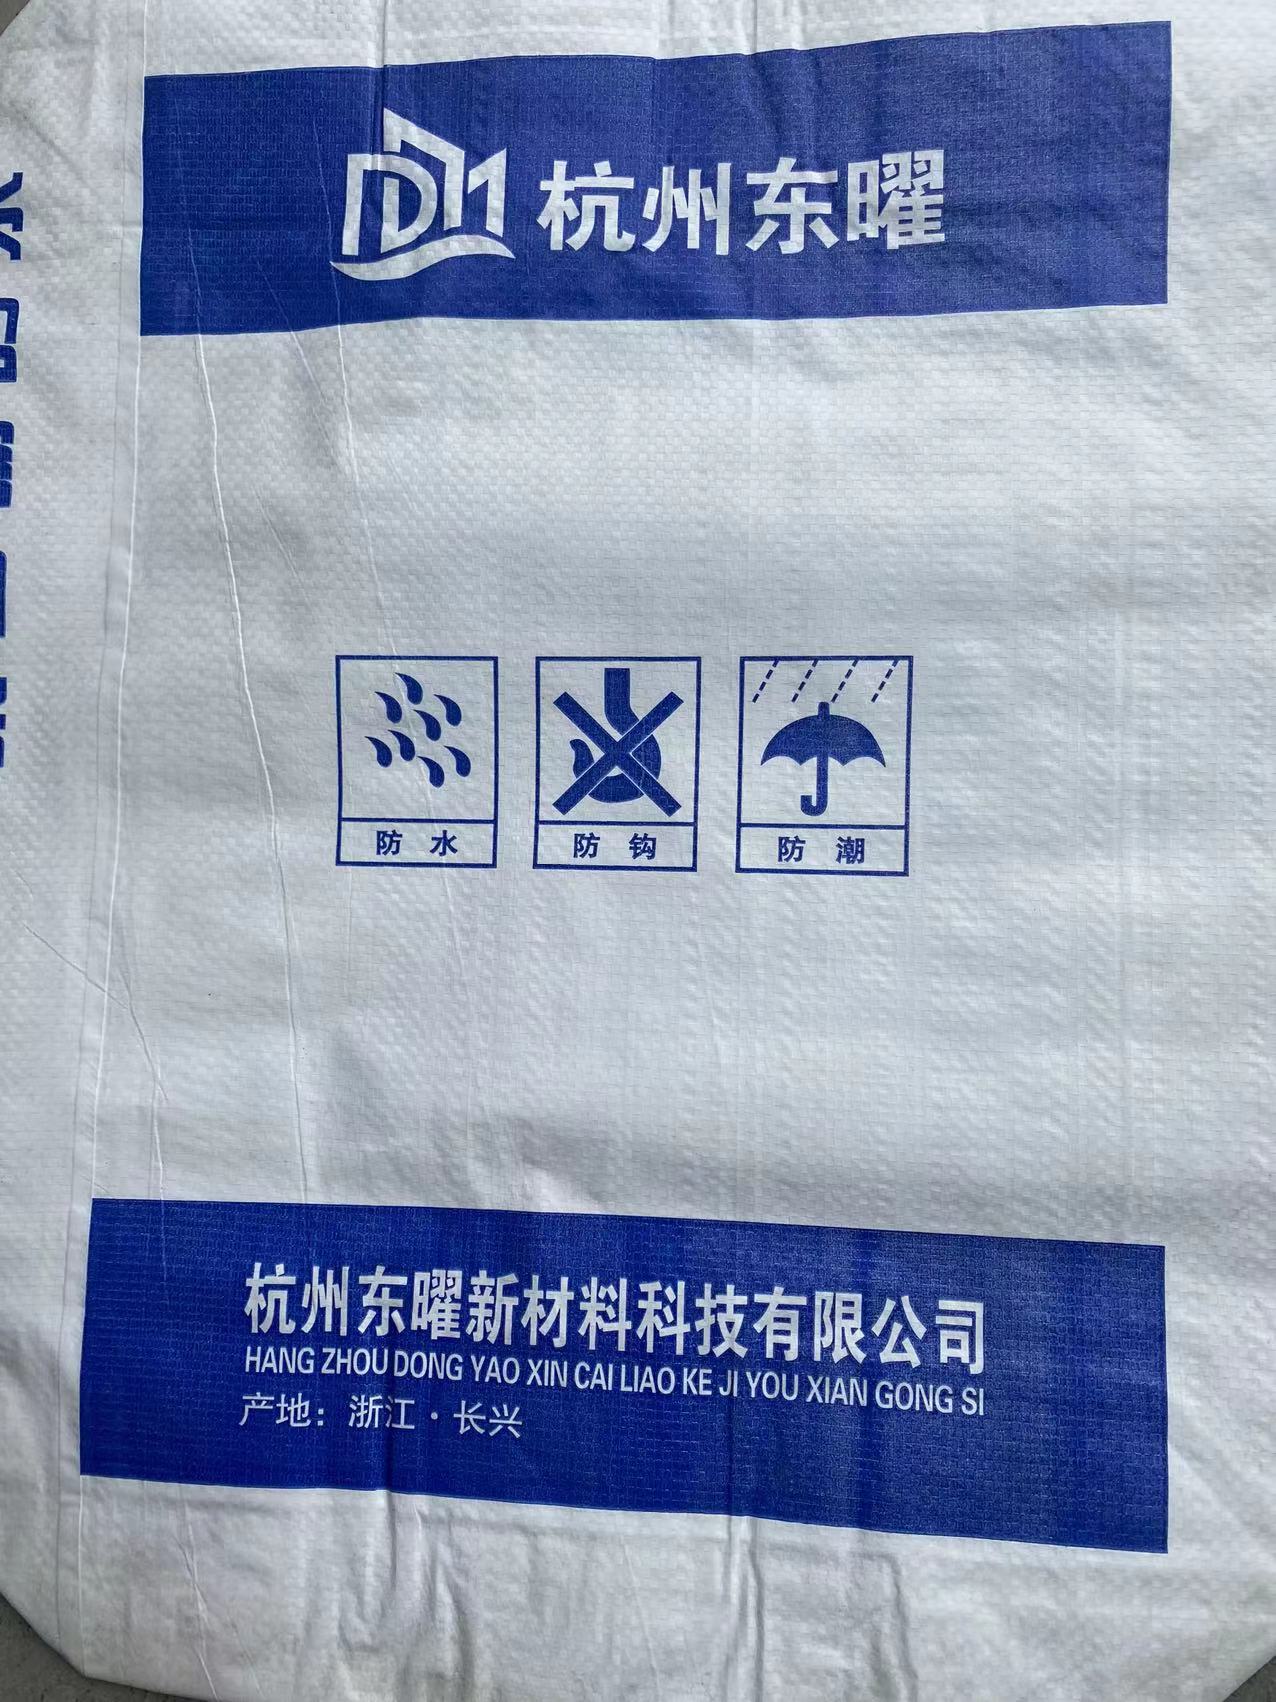 杭州东曜
防水
防钩
防潮
杭州东曜新材料科技有限公司
HANG ZHOU DONG YAO XIN CAI LIAO KE JI YOU XIAN GONG SI
产地：浙江·长兴